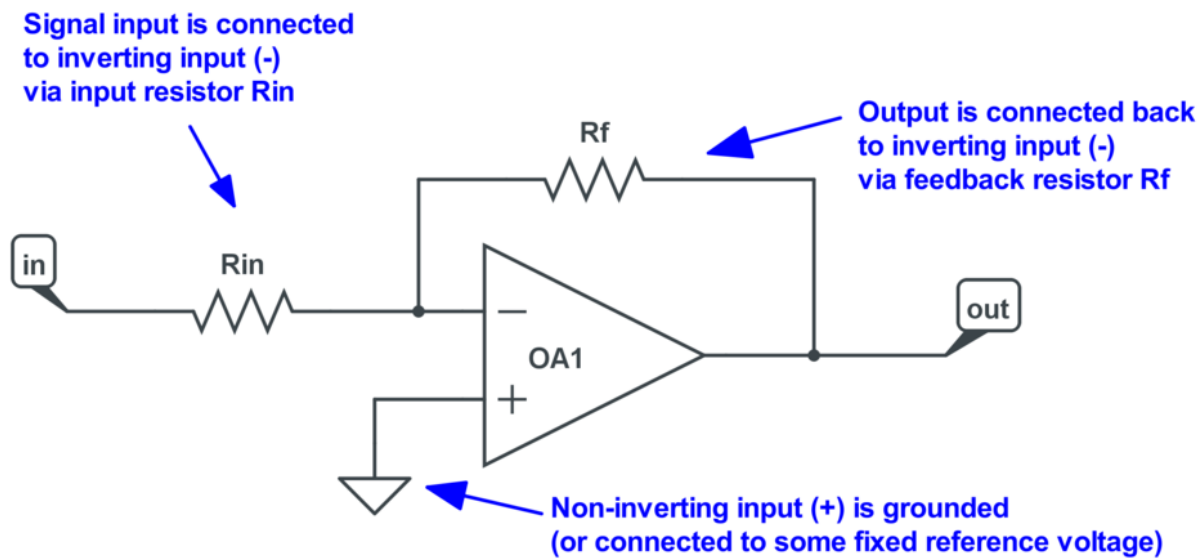 Signal input is connected
to inverting input (-)
via input resistor Rin
Output is connected back
to inverting input (-)
via feedback resistor Rf
Rf
in
Rin
out
−
OA1
+
Non-inverting input (+) is grounded
(or connected to some fixed reference voltage)